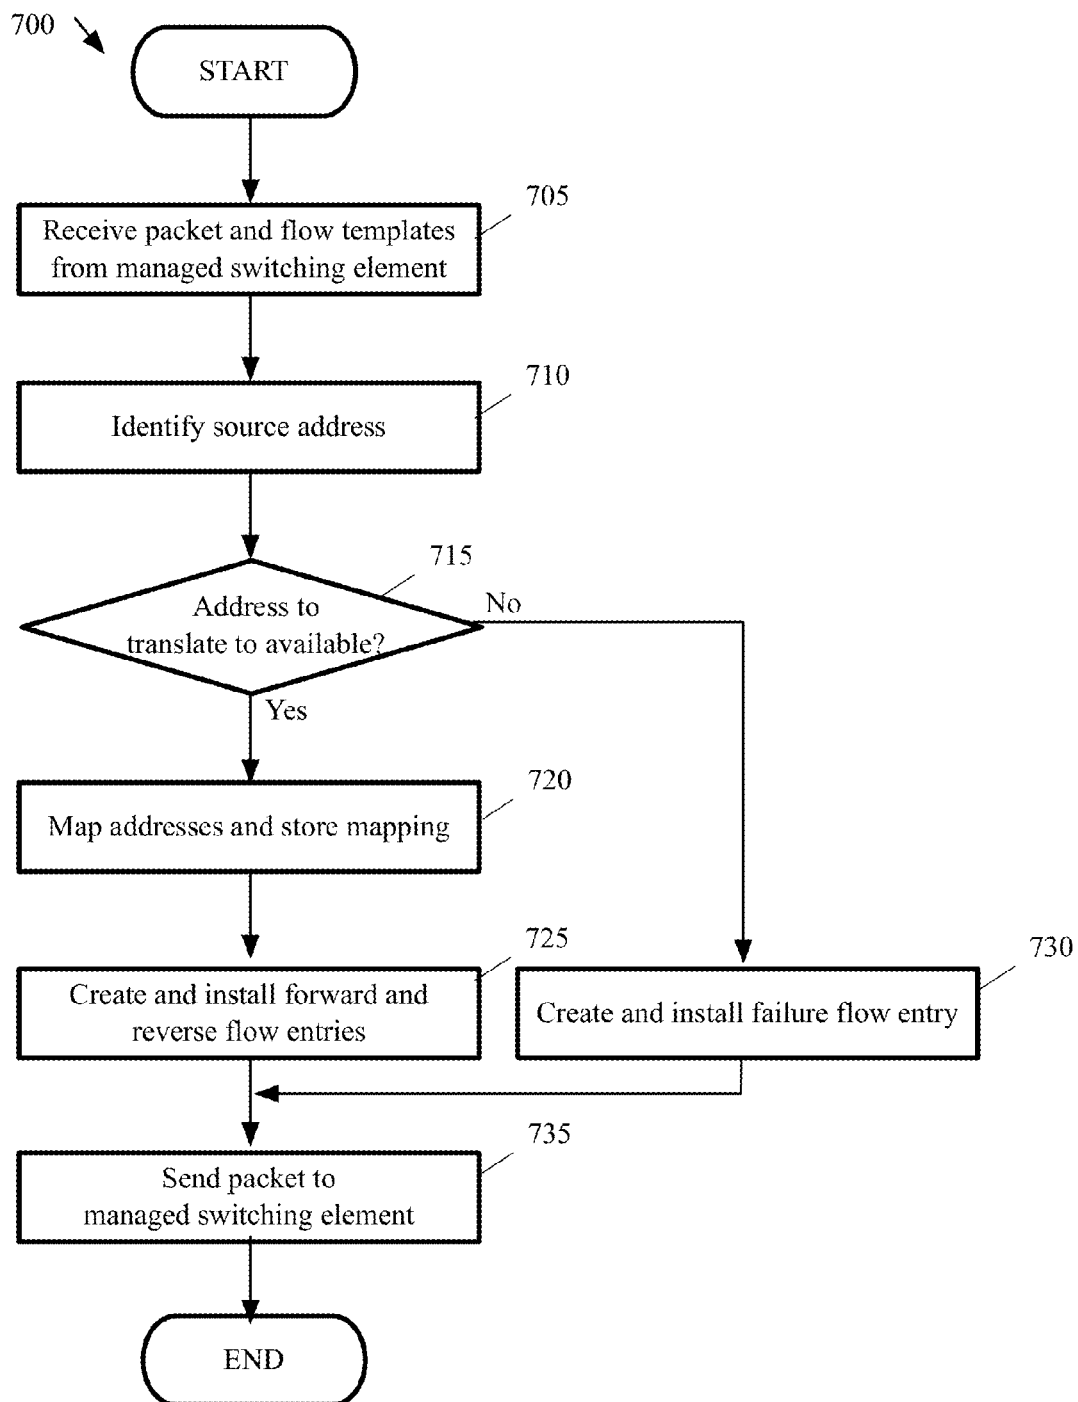 700
START
705
Receive packet and flow templates
from managed switching element
710
Identify source address
715
Address to
translate to available?
No
Yes
720
Map addresses and store mapping
725
Create and install forward and
reverse flow entries
730
Create and install failure flow entry
735
Send packet to
managed switching element
END